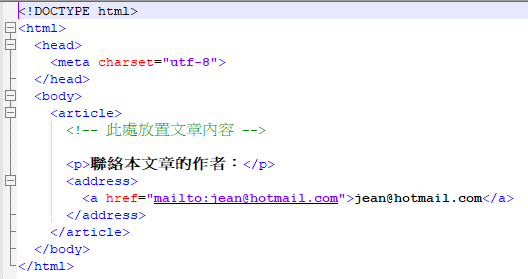 <!DOCTYPE html>
<html>
<head>
<meta charset="utf-8">
</head>
<body>
<article>
<!-- 此處放置文章內容 -->
<p>聯絡本文章的作者：</p>
<address>
<a href="mailto:jean@hotmail.com">jean@hotmail.com</a>
</address>
</article>
</body>
</html>